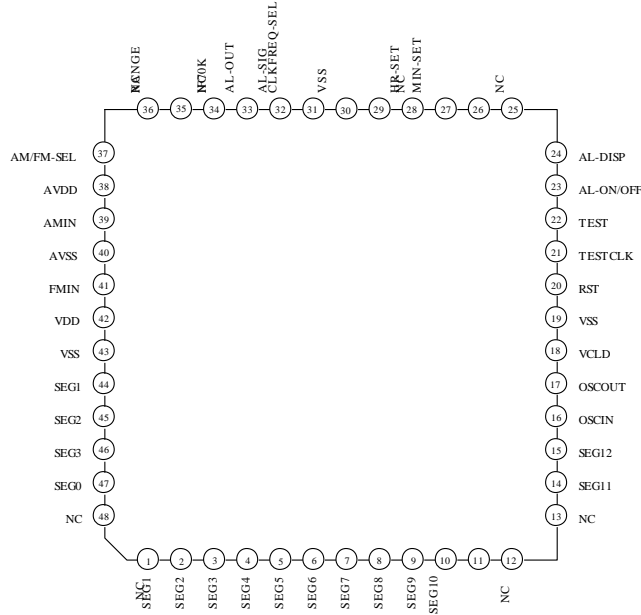 RANGE
AL-OUT
AL-SIG
CLKFREQ-SEL
VSS
HR-SET
NC
MIN-SET
NC
36 35 34 33 32 31 30 29 28 27 26 25
AM/FM-SEL 37
24 AL-DISP
AVDD 38
23 AL-ON/OFF
AMIN 39
22 TEST
AVSS 40
21 TESTCLK
FMIN 41
20 RST
VDD 42
19 VSS
VSS 43
18 VCLD
SEG1 44
17 OSCOUT
SEG2 45
16 OSCIN
SEG3 46
15 SEG12
SEG0 47
14 SEG11
NC 48
13 NC
1 2 3 4 5 6 7 8 9 10 11 12
NC
SEG1
SEG2
SEG3
SEG4
SEG5
SEG6
SEG7
SEG8
SEG9
SEG10
NC